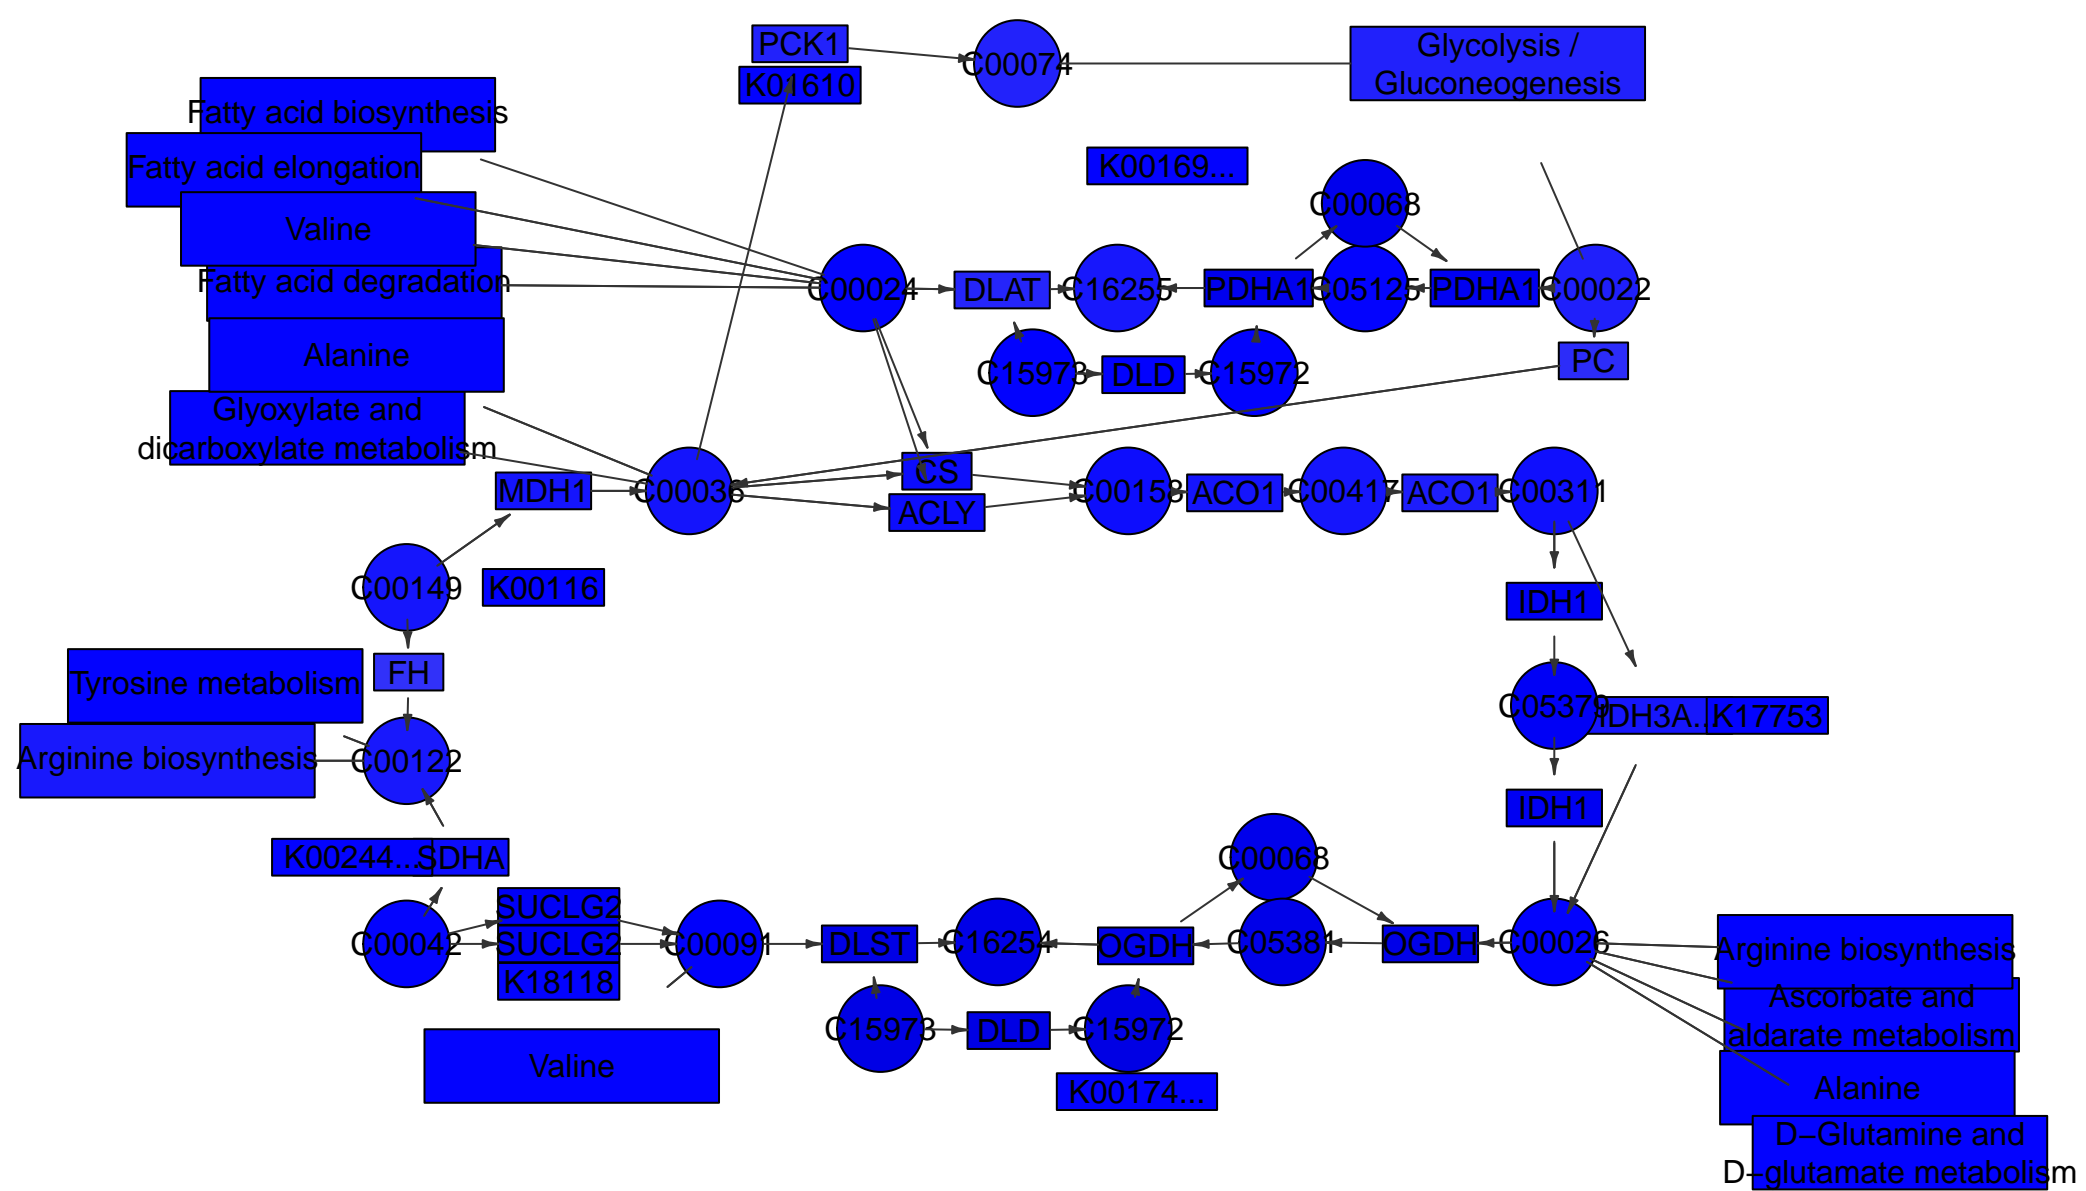 PCK1
C00074
Glycolysis /
Gluconeogenesis
K01610
Fatty acid biosynthesis
Fatty acid elongation
K00169...
C00068
Valine
Fatty acid degradation
C00024
DLAT
C16255
PDHA1
C05125
PDHA1
C00022
Alanine
C15973
DLD
C15972
PC
Glyoxylate and
dicarboxylate metabolism
MDH1
C00036
CS
ACLY
C00158
ACO1
C00417
ACO1
C00311
C00149
K00116
IDH1
FH
Tyrosine metabolism
C05379
IDH3A...
K17753
Arginine biosynthesis
C00122
IDH1
K00244...
SDHA
C00068
SUCLG2
C00042
SUCLG2
C00091
DLST
C16254
OGDH
C05381
OGDH
C00026
Arginine biosynthesis
K18118
Ascorbate and
aldarate metabolism
C15973
DLD
C15972
Valine
K00174...
Alanine
D−Glutamine and
D−glutamate metabolism